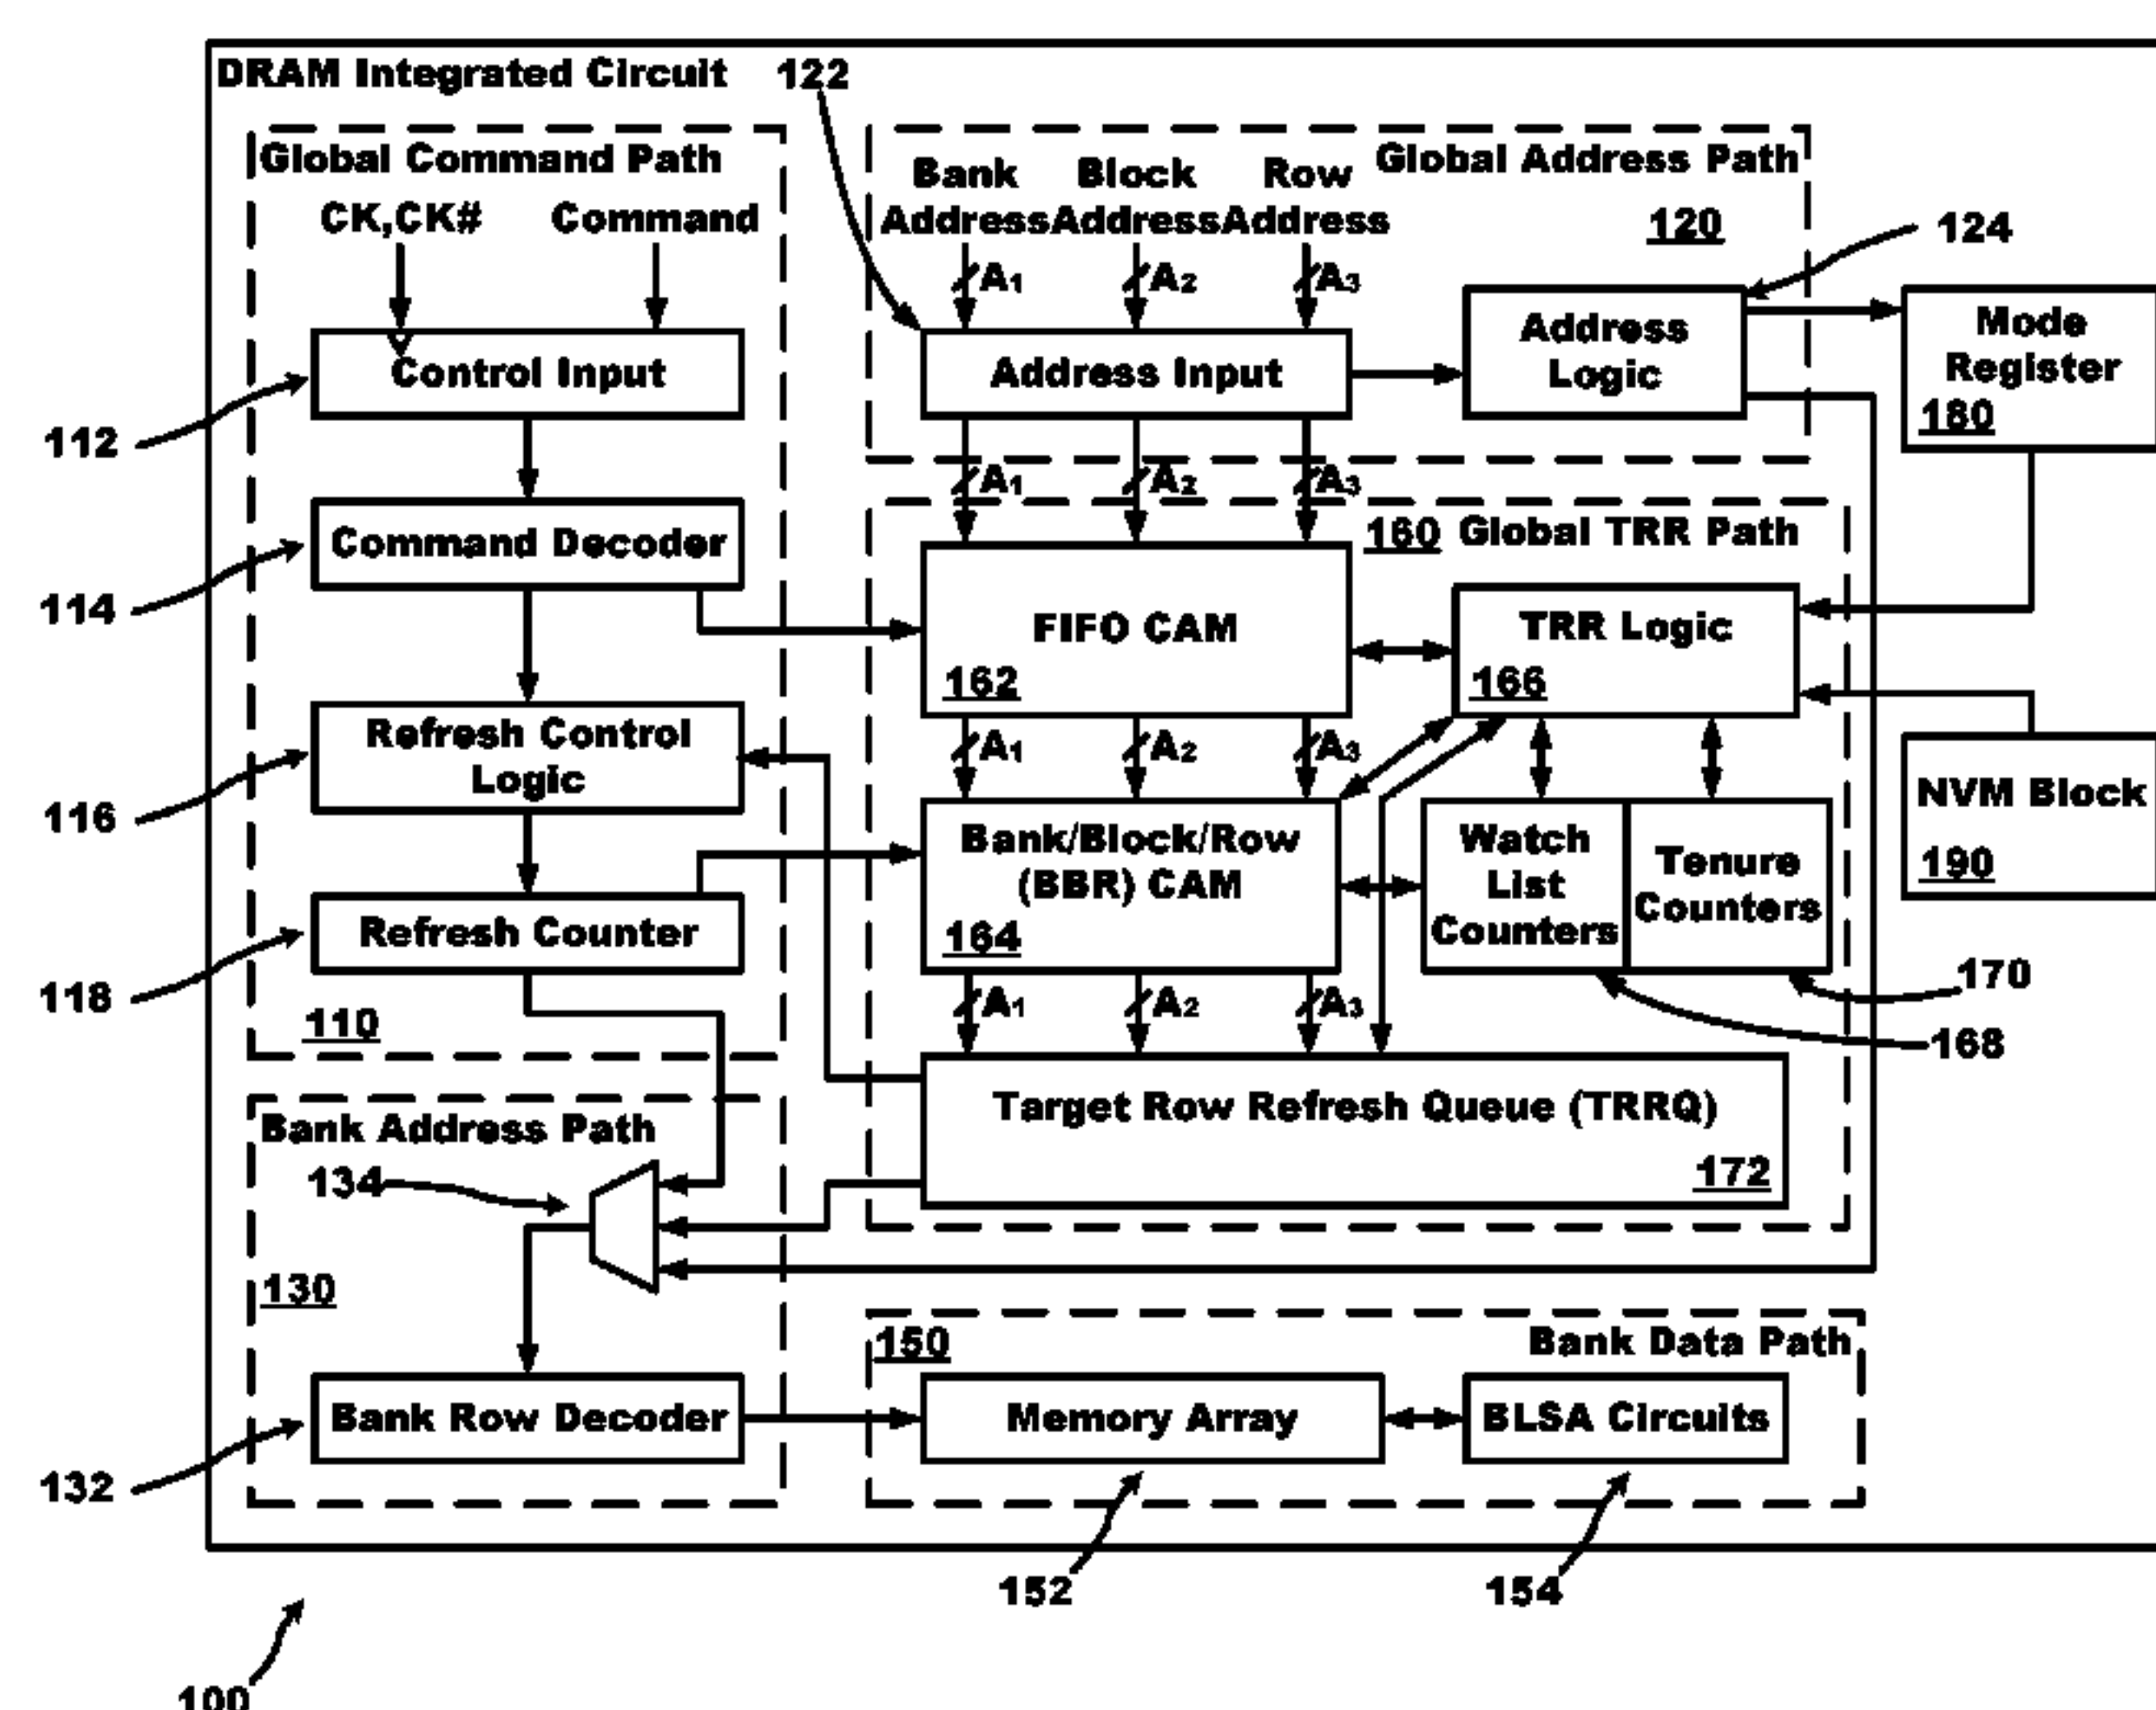 DRAM Integrated Circuit
122
Global Command Path
CK,CK#
Command
112
Control Input
114
Command Decoder
116
Refresh Control
Logic
118
Refresh Counter
110
Bank
Address
Block
Address
Row
Address
Global Address Path
120
124
A1
A2
A3
Address Input
Address
Logic
Mode
Register
180
A1
A2
A3
160 Global TRR Path
FIFO CAM
162
TRR Logic
166
A1
A2
A3
Bank/Block/Row
(BBR) CAM
164
Watch
List
Counters
Tenure
Counters
NVM Block
190
170
168
A1
A2
A3
Target Row Refresh Queue (TRRQ)
172
Bank Address Path
134
130
132
Bank Row Decoder
150
Bank Data Path
Memory Array
BLSA Circuits
152
154
100